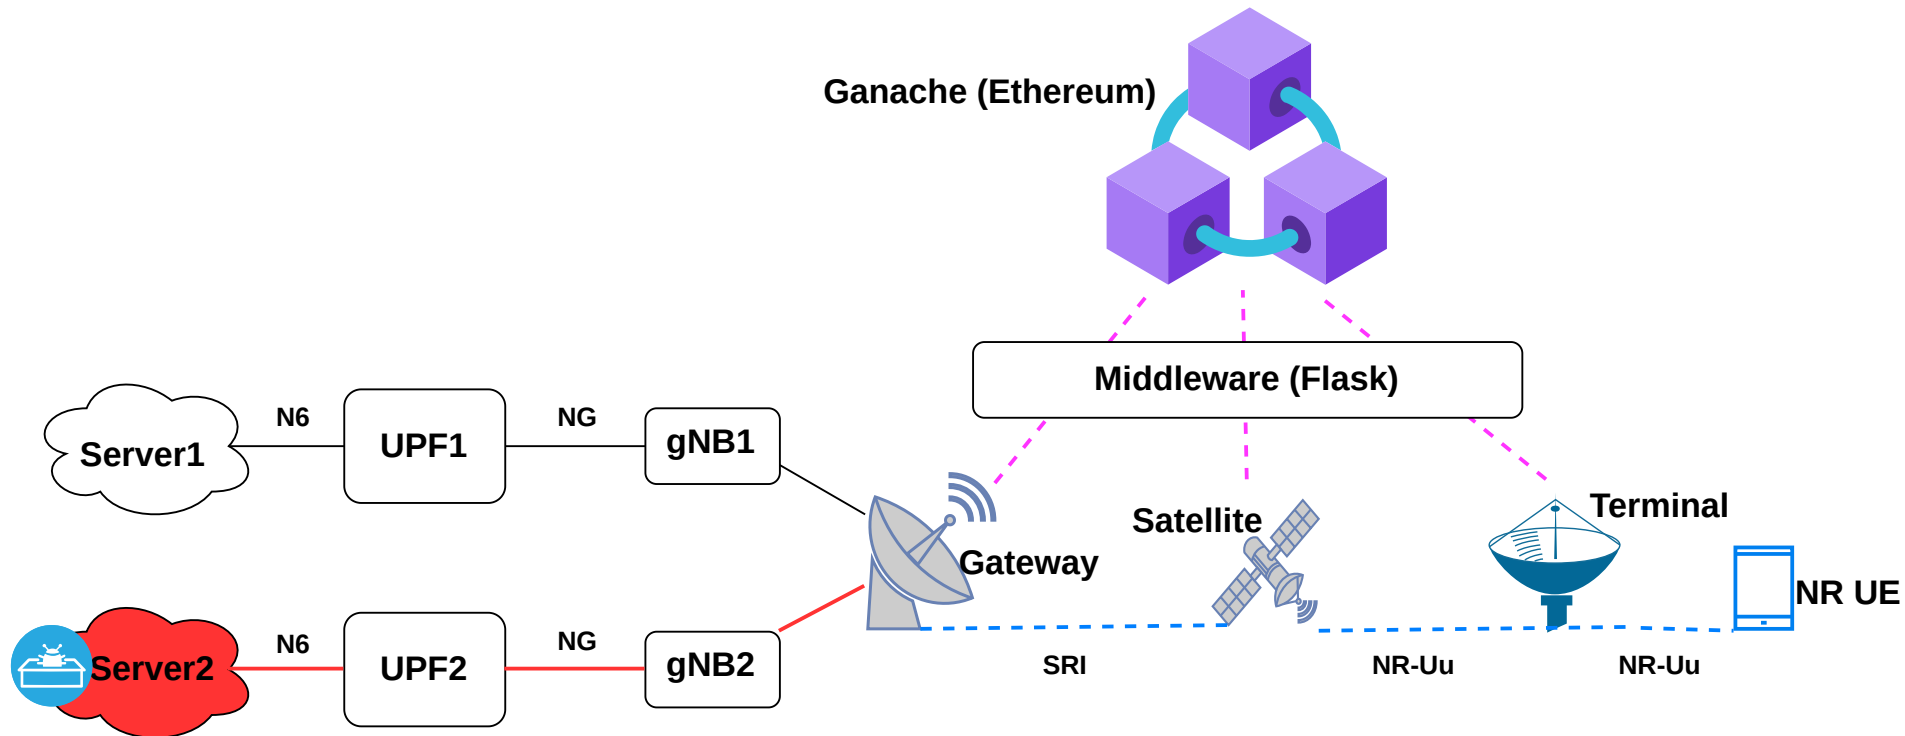 Ganache (Ethereum)
Middleware (Flask)
Server1
N6
UPF1
NG
gNB1
Gateway
Satellite
Terminal
NR UE
Server2
N6
UPF2
NG
gNB2
SRI
NR-Uu
NR-Uu